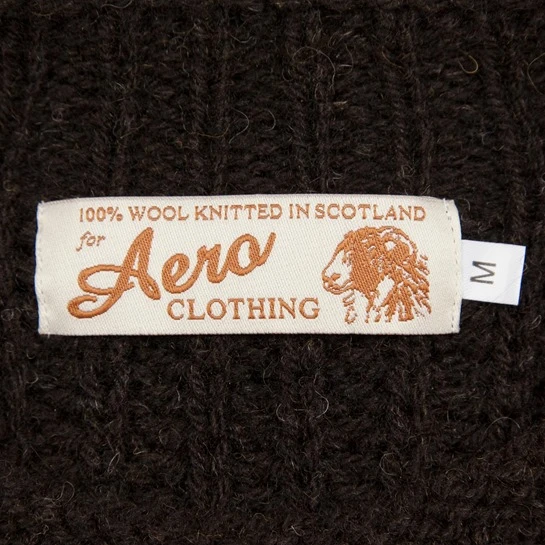 100% WOOL KNITTED IN SCOTLAND
for
Aero
CLOTHING
M